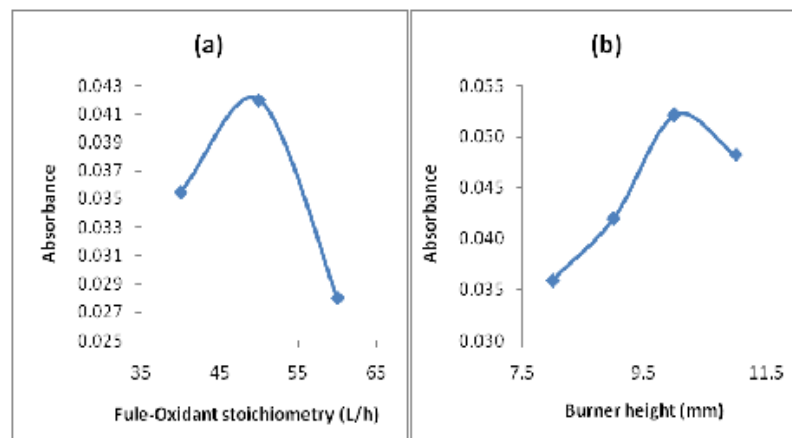 (a)
0.043
0.041
0.039
0.037
0.035
0.033
0.031
0.029
0.027
0.025
Absorbance
35 45 55 65
Fule-Oxidant stoichiometry (L/h)
(b)
0.055
0.050
0.045
0.040
0.035
0.030
Absorbance
7.5 9.5 11.5
Burner height (mm)